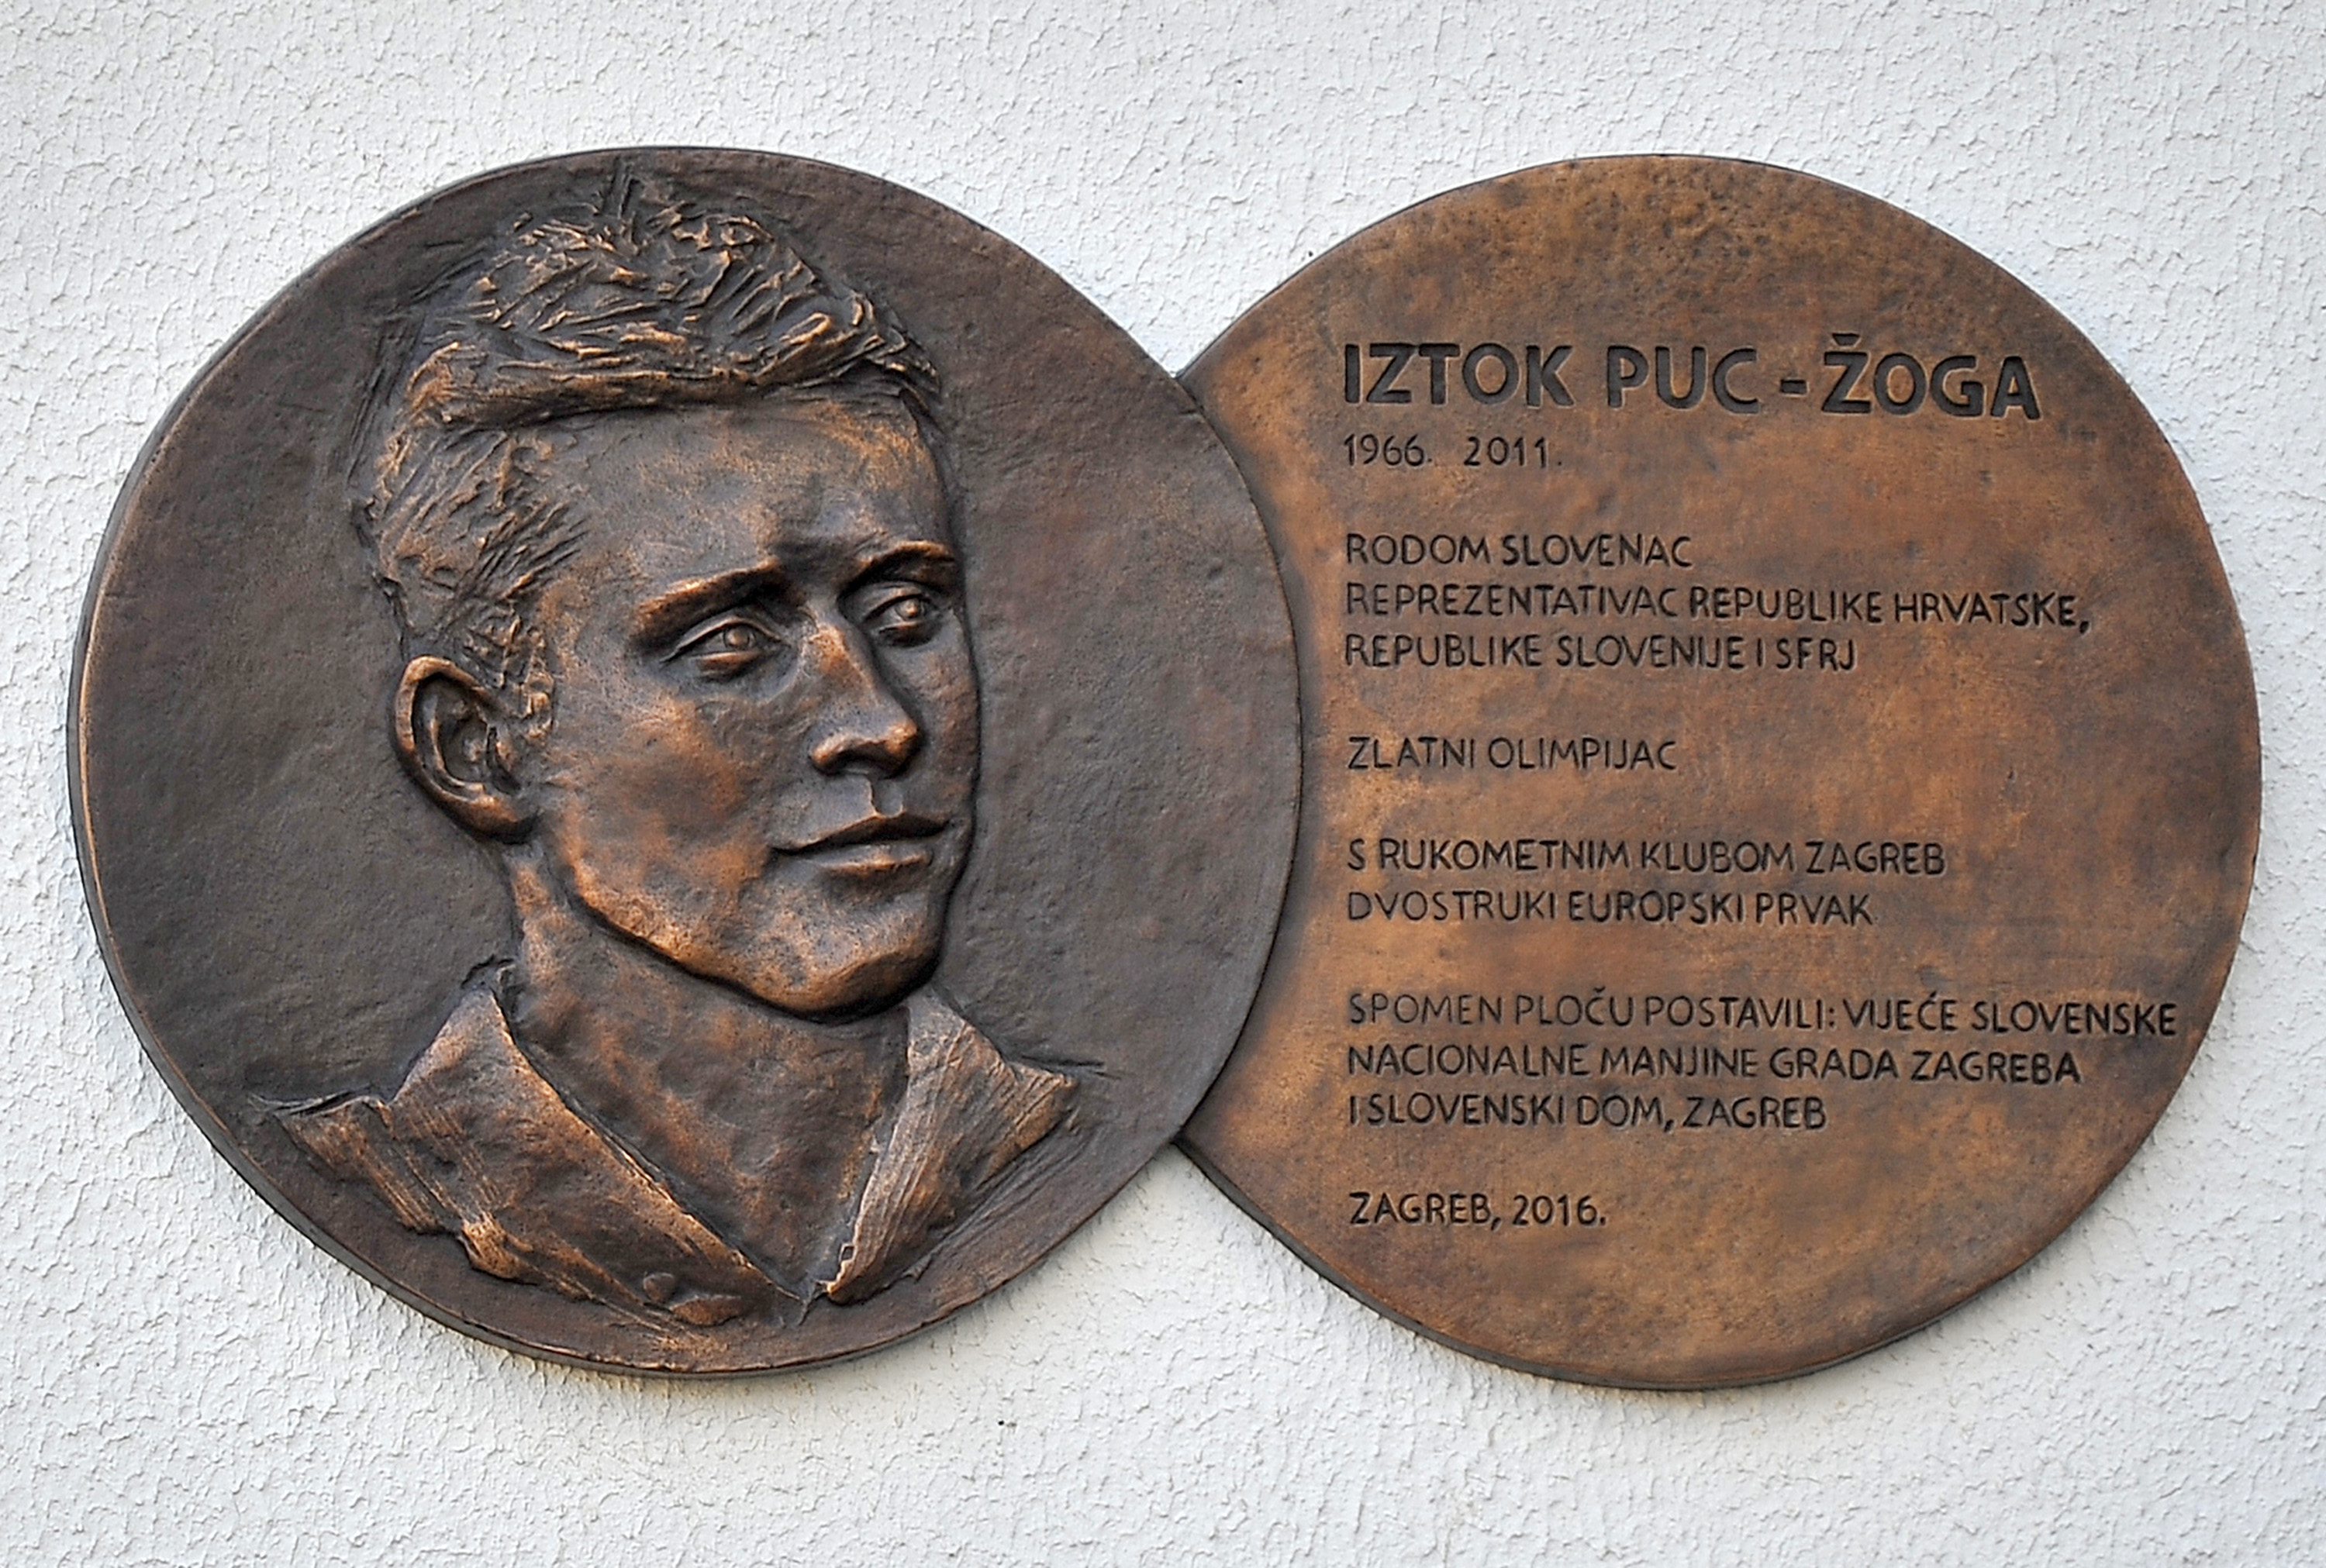 IZTOK PUC - ŽOGA
1966. 2011.
RODOM SLOVENAC
REPREZENTATIVAC REPUBLIKE HRVATSKE,
REPUBLIKE SLOVENIJE I SFRJ
ZLATNI OLIMPIJAC
S RUKOMETNIM KLUBOM ZAGREB
DVOSTRUKI EUROPSKI PRVAK
SPOMEN PLOČU POSTAVILI: VIJEĆE SLOVENSKE
NACIONALNE MANJINE GRADA ZAGREBA
I SLOVENSKI DOM, ZAGREB
ZAGREB, 2016.